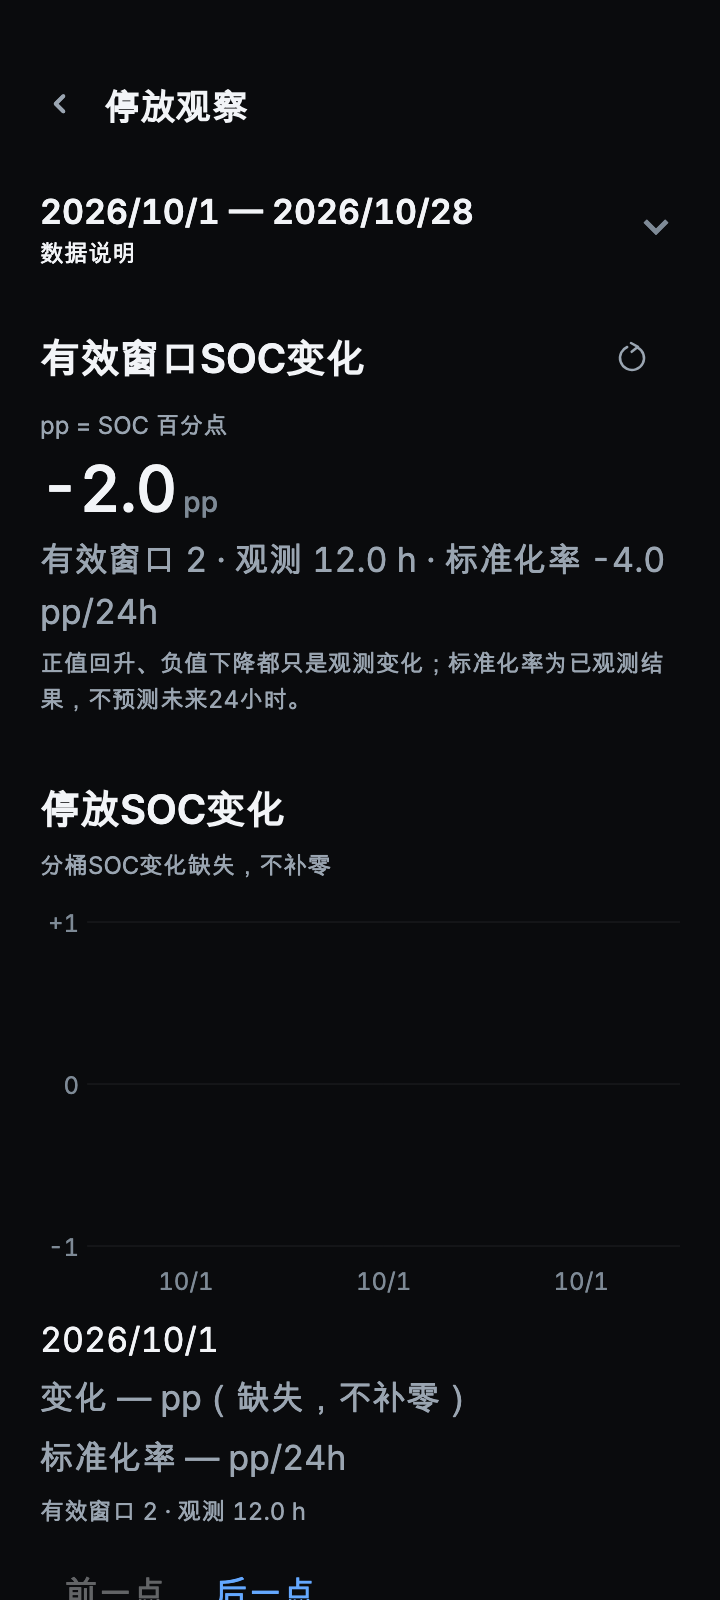 停放观察
2026/10/1 — 2026/10/28
数据说明
有效窗口SOC变化
pp = SOC 百分点
-2.0 pp
有效窗口 2 · 观测 12.0 h · 标准化率 -4.0
pp/24h
正值回升、负值下降都只是观测变化；标准化率为已观测结
果，不预测未来24小时。
停放SOC变化
分桶SOC变化缺失，不补零
+1
0
-1
10/1 10/1 10/1
2026/10/1
变化 — pp（缺失，不补零）
标准化率 — pp/24h
有效窗口 2 · 观测 12.0 h
前一点 后一点